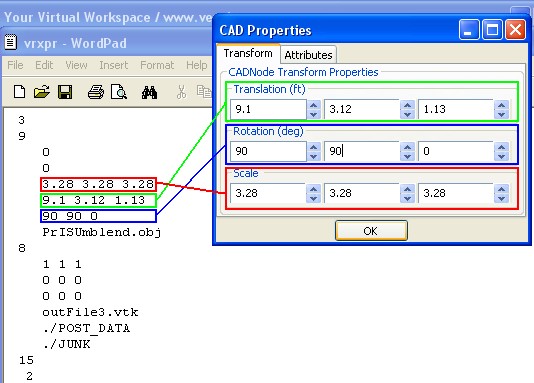 Your Virtual Workspace / www.ve
vrxpr - WordPad
File Edit View Insert Format Help
3
9
0
0
3.28 3.28 3.28
9.1 3.12 1.13
90 90 0
PrISUmblend.obj
8
1 1 1
0 0 0
0 0 0
outFile3.vtk
./POST_DATA
./JUNK
15
2
CAD Properties
Transform Attributes
CADNode Transform Properties
Translation (ft)
9.1 3.12 1.13
Rotation (deg)
90 90 0
Scale
3.28 3.28 3.28
OK